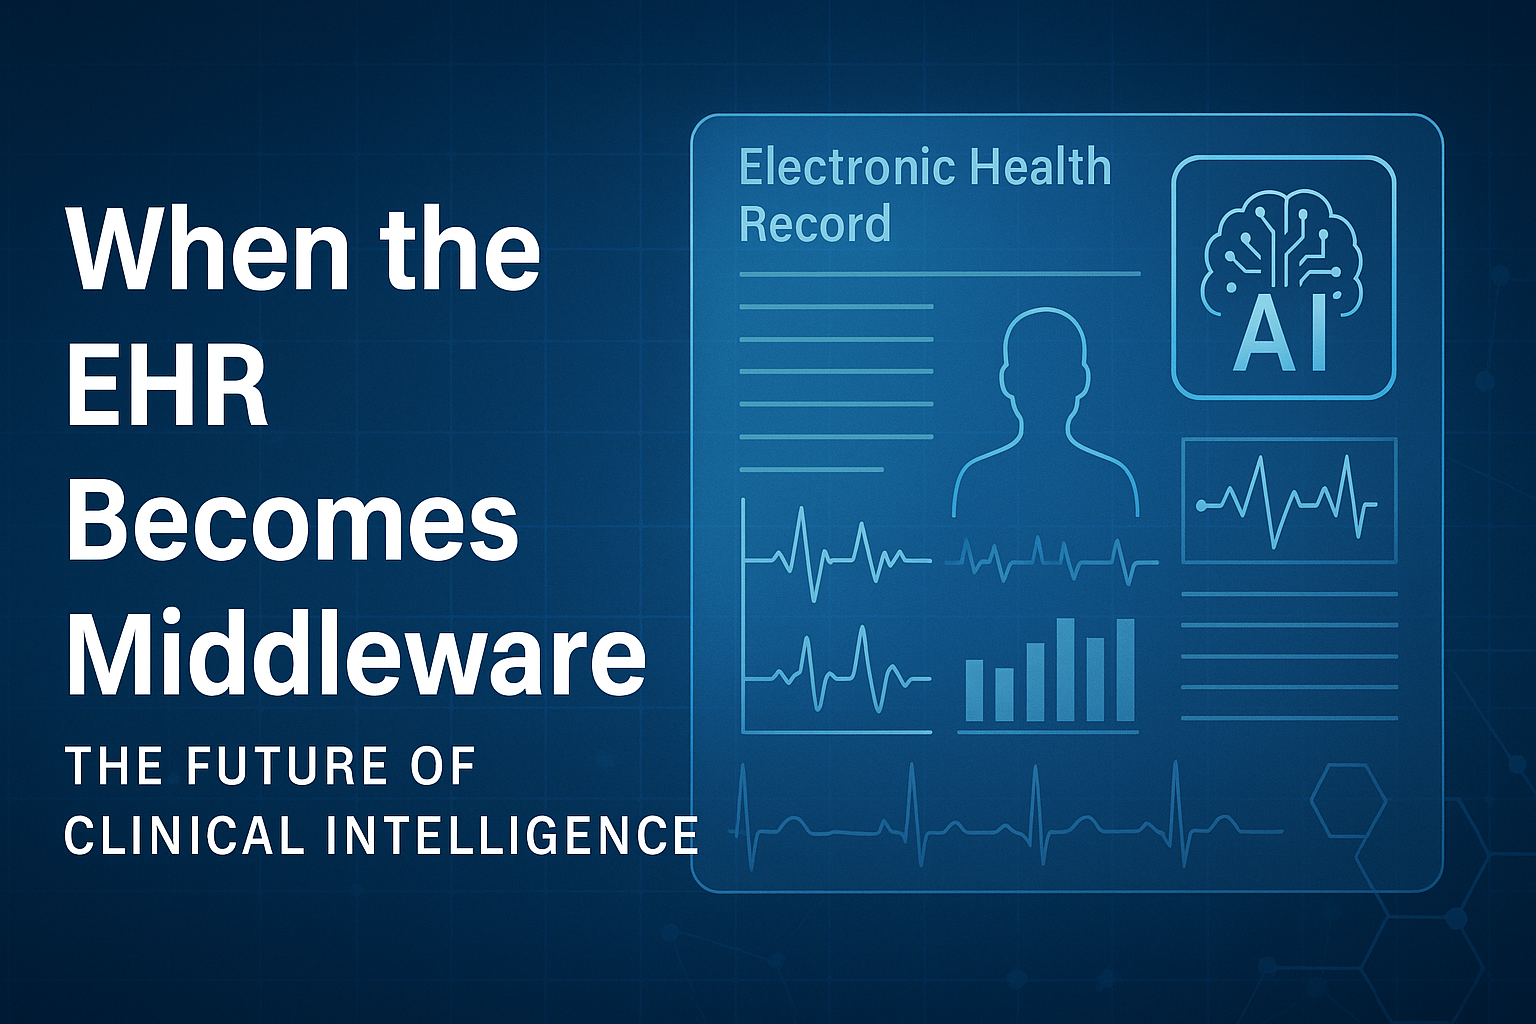 When the
EHR
Becomes
Middleware
THE FUTURE OF
CLINICAL INTELLIGENCE
Electronic Health
Record
AI